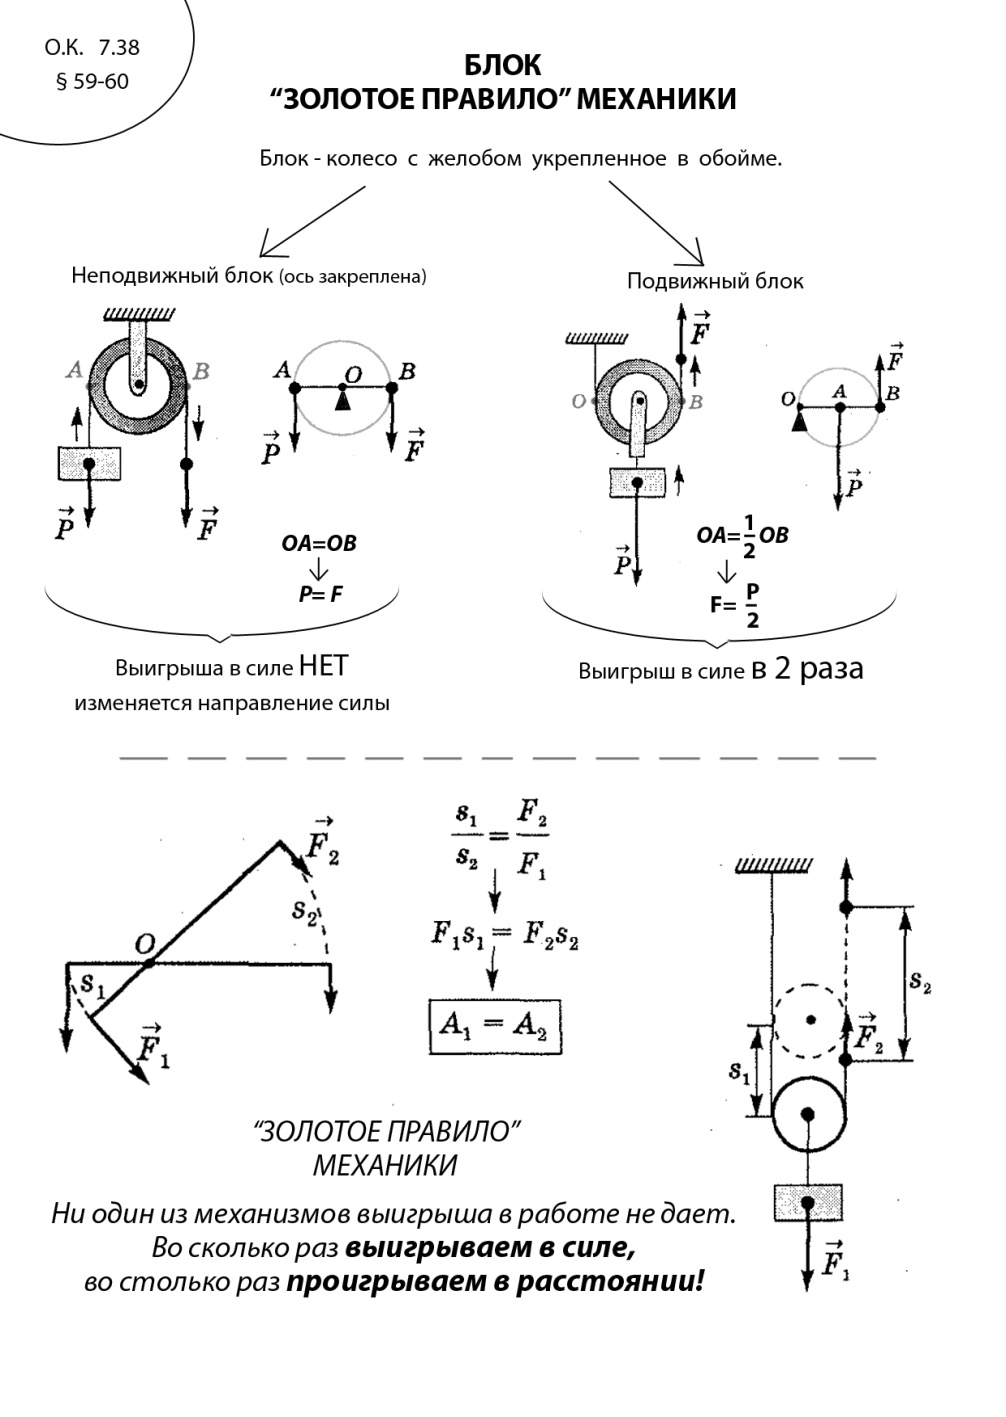 О.К. 7.38
§ 59-60
БЛОК
“ЗОЛОТОЕ ПРАВИЛО” МЕХАНИКИ
Блок - колесо с желобом укрепленное в обойме.
Неподвижный блок (ось закреплена)
A
B
P
F
A
O
B
P
F
OA=OB
P= F
Выигрыша в силе НЕТ
изменяется направление силы
Подвижный блок
F
O
B
P
O
A
B
F
P
OA=1/2 OB
F= P/2
Выигрыш в силе в 2 раза
F₂
s₂
O
s₁
F₁
s₁/s₂ = F₂/F₁
F₁s₁ = F₂s₂
A₁ = A₂
s₂
F₂
s₁
F₁
“ЗОЛОТОЕ ПРАВИЛО”
МЕХАНИКИ
Ни один из механизмов выигрыша в работе не дает.
Во сколько раз выигрываем в силе,
во столько раз проигрываем в расстоянии!